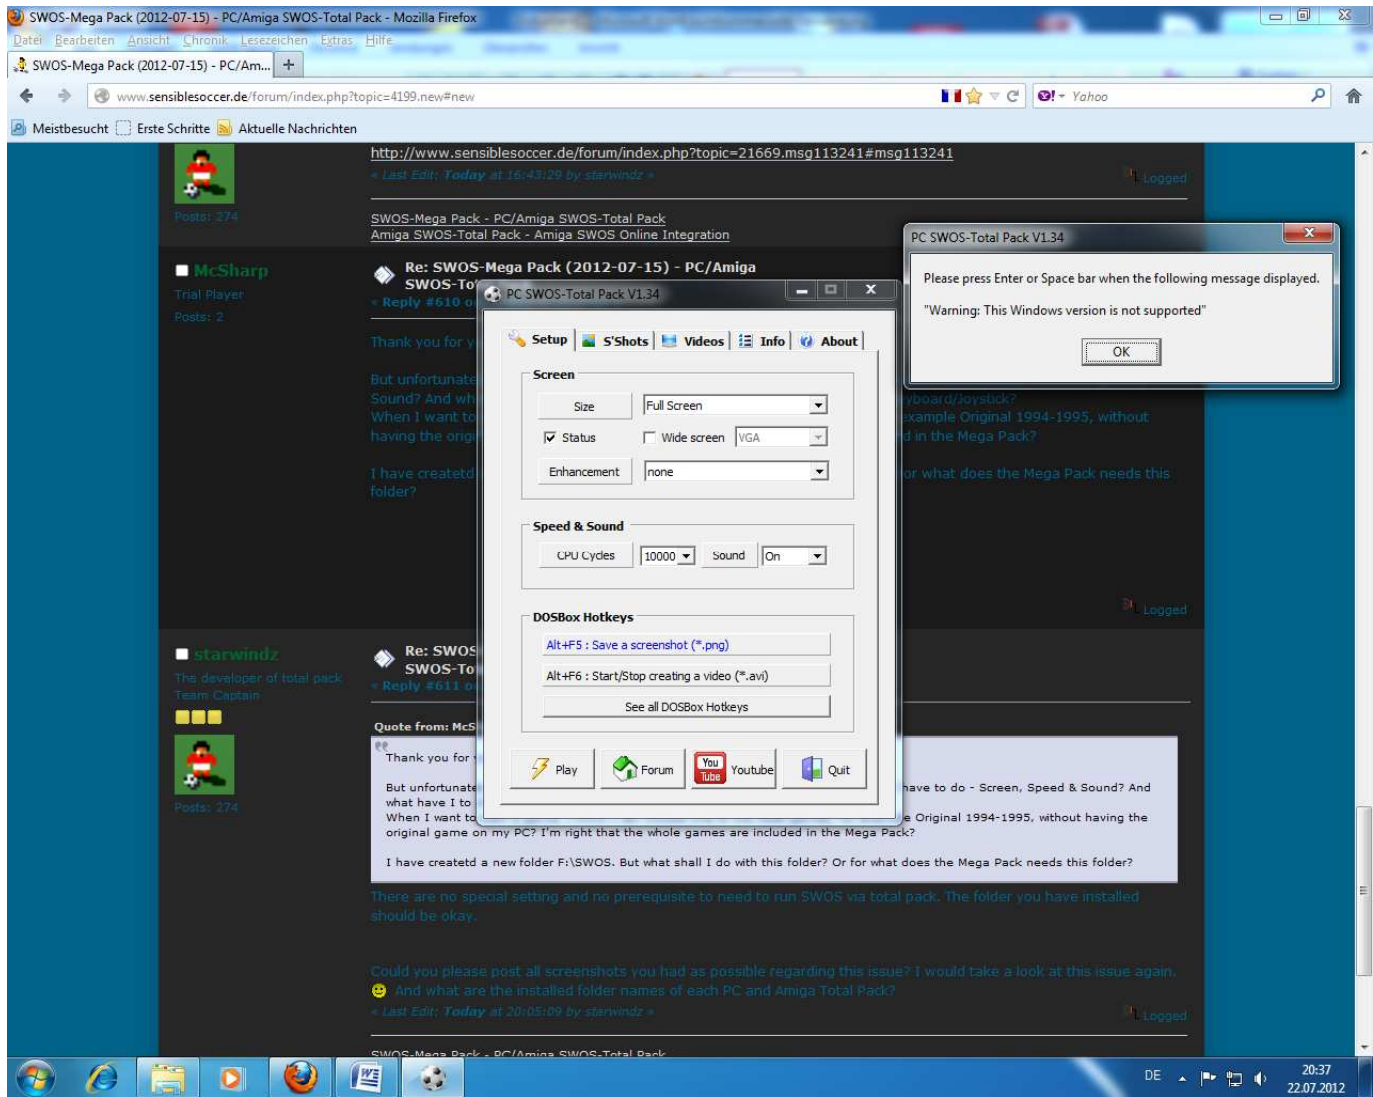 SWOS-Mega Pack (2012-07-15) - PC/Amiga SWOS-Total Pack - Mozilla Firefox
Datei Bearbeiten Ansicht Chronik Lesezeichen Extras Hilfe
SWOS-Mega Pack (2012-07-15) - PC/Am...
www.sensiblesoccer.de/forum/index.php?topic=4199.new#new
Yahoo
Meistbesucht Erste Schritte Aktuelle Nachrichten
http://www.sensiblesoccer.de/forum/index.php?topic=21669.msg113241#msg113241
« Last Edit: Today at 16:43:29 by starwindz »
Logged
Posts: 274
SWOS-Mega Pack - PC/Amiga SWOS-Total Pack
Amiga SWOS-Total Pack - Amiga SWOS Online Integration
McSharp
Trial Player
Posts: 2
Re: SWOS-Mega Pack (2012-07-15) - PC/Amiga
SWOS-To
« Reply #610 o
Thank you for y
But unfortunate
Sound? And wh
yboard/Joystick?
When I want to
example Original 1994-1995, without
having the orig
d in the Mega Pack?
I have createtd
or what does the Mega Pack needs this
folder?
Logged
PC SWOS-Total Pack V1.34
Please press Enter or Space bar when the following message displayed.
"Warning: This Windows version is not supported"
OK
PC SWOS-Total Pack V1.34
Setup S'Shots Videos Info About
Screen
Size Full Screen
Status Wide screen VGA
Enhancement none
Speed & Sound
CPU Cycles 10000 Sound On
DOSBox Hotkeys
Alt+F5 : Save a screenshot (*.png)
Alt+F6 : Start/Stop creating a video (*.avi)
See all DOSBox Hotkeys
Play Forum You Tube Youtube Quit
starwindz
The developer of total pack
Team Captain
Posts: 274
Re: SWOS
SWOS-To
« Reply #611 o
Quote from: McS
Thank you for
But unfortunate
have to do - Screen, Speed & Sound? And
what have I to
When I want to
e Original 1994-1995, without having the
original game on my PC? I'm right that the whole games are included in the Mega Pack?
I have createtd a new folder F:\SWOS. But what shall I do with this folder? Or for what does the Mega Pack needs this folder?
There are no special setting and no prerequisite to need to run SWOS via total pack. The folder you have installed
should be okay.
Could you please post all screenshots you had as possible regarding this issue? I would take a look at this issue again.
And what are the installed folder names of each PC and Amiga Total Pack?
« Last Edit: Today at 20:05:09 by starwindz »
Logged
SWOS-Mega Pack - PC/Amiga SWOS-Total Pack
DE
20:37
22.07.2012